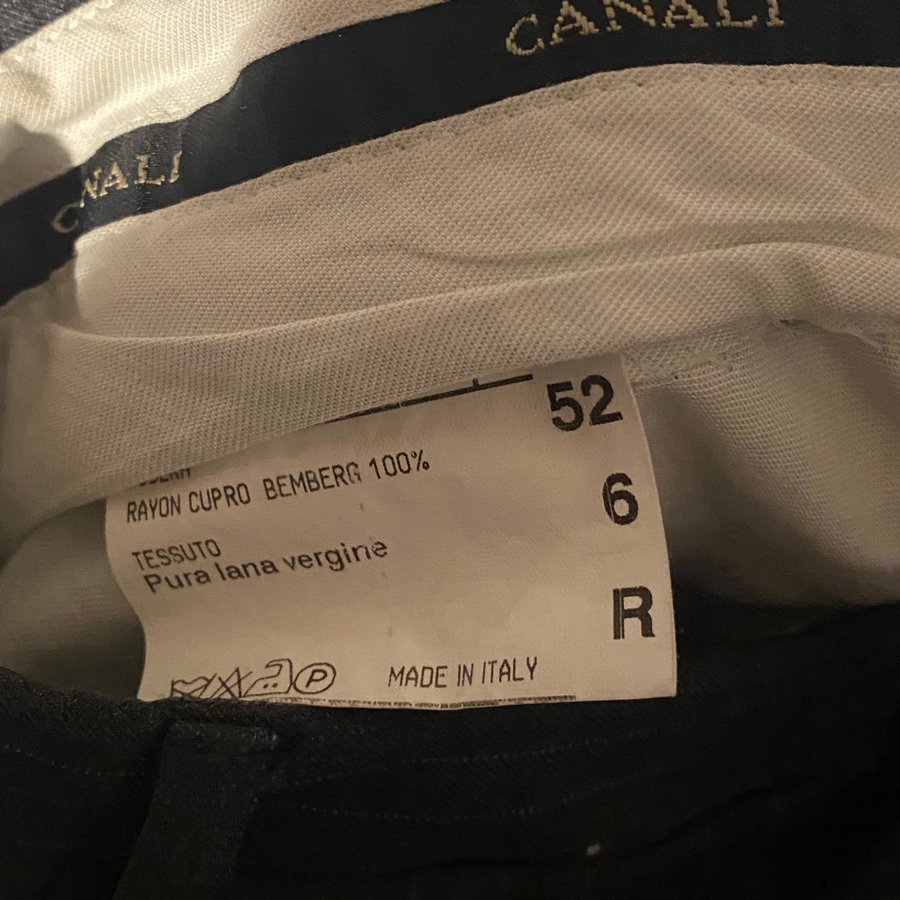 CANALI
CANALI
52
RAYON CUPRO BEMBERG 100%
6
TESSUTO
Pura lana vergine
R
P
MADE IN ITALY